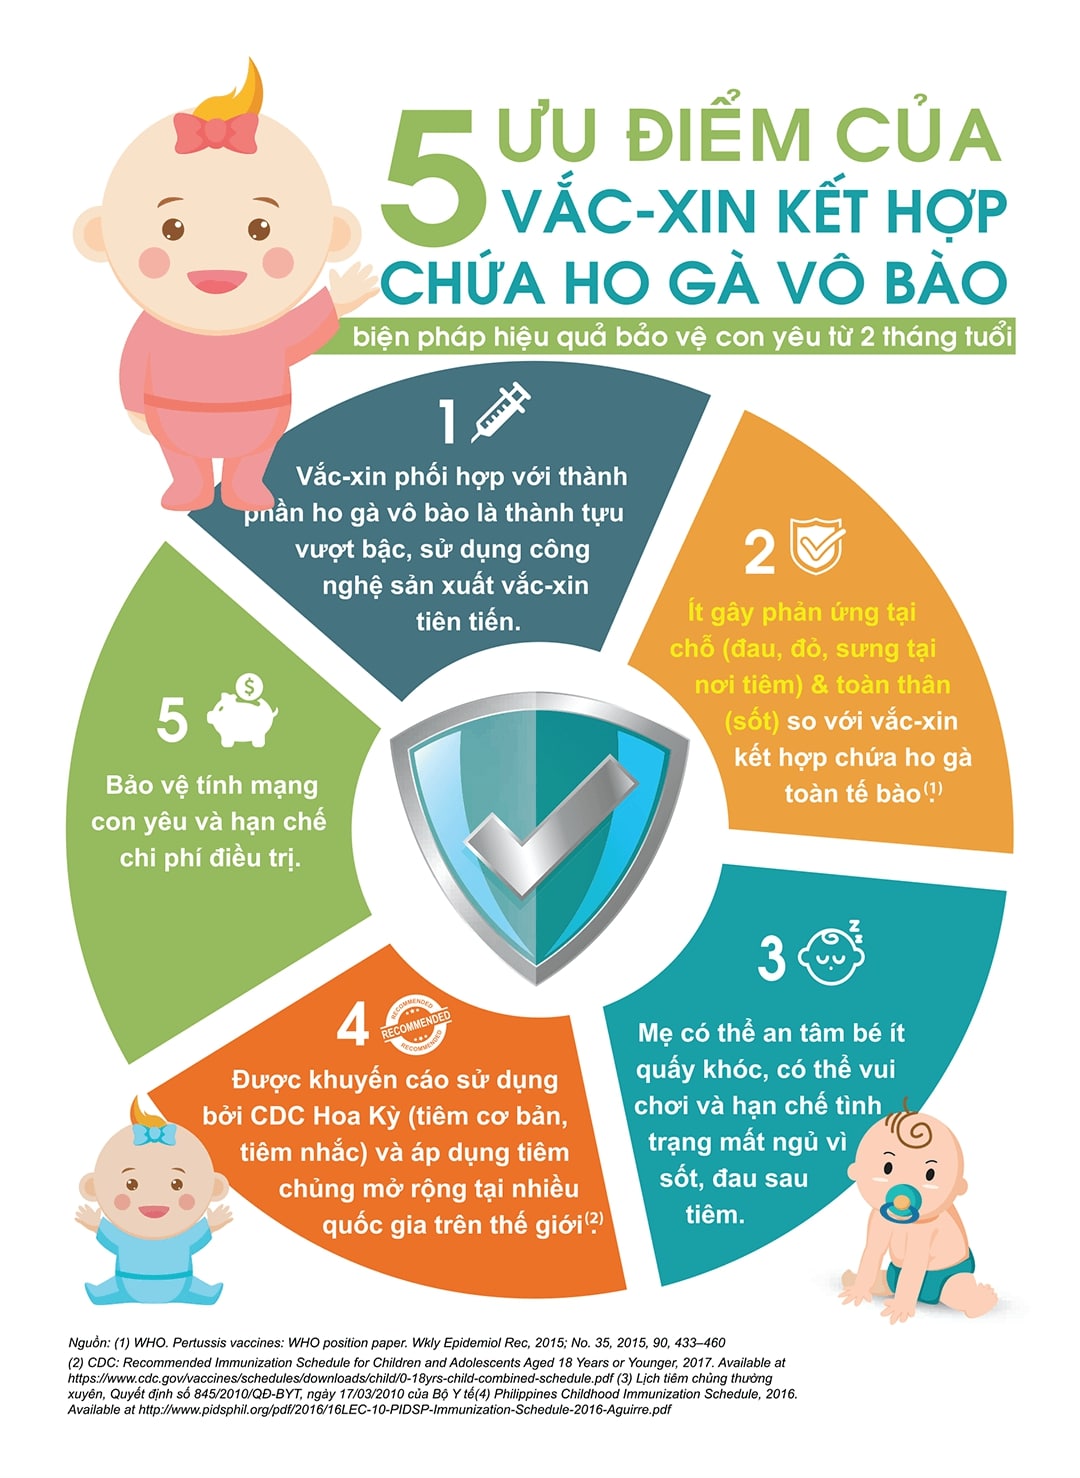 5 ƯU ĐIỂM CỦA
VẮC-XIN KẾT HỢP
CHỨA HO GÀ VÔ BÀO
biện pháp hiệu quả bảo vệ con yêu từ 2 tháng tuổi
1
Vắc-xin phối hợp với thành
phần ho gà vô bào là thành tựu
vượt bậc, sử dụng công
nghệ sản xuất vắc-xin
tiên tiến.
2
Ít gây phản ứng tại
chỗ (đau, đỏ, sưng tại
nơi tiêm) & toàn thân
(sốt) so với vắc-xin
kết hợp chứa ho gà
toàn tế bào(1).
3
Mẹ có thể an tâm bé ít
quấy khóc, có thể vui
chơi và hạn chế tình
trạng mất ngủ vì
sốt, đau sau
tiêm.
4
RECOMMENDED
RECOMMENDED
RECOMMENDED
Được khuyến cáo sử dụng
bởi CDC Hoa Kỳ (tiêm cơ bản,
tiêm nhắc) và áp dụng tiêm
chủng mở rộng tại nhiều
quốc gia trên thế giới(2).
5
$
Bảo vệ tính mạng
con yêu và hạn chế
chi phí điều trị.
Nguồn: (1) WHO. Pertussis vaccines: WHO position paper. Wkly Epidemiol Rec, 2015; No. 35, 2015, 90, 433–460
(2) CDC: Recommended Immunization Schedule for Children and Adolescents Aged 18 Years or Younger, 2017. Available at
https://www.cdc.gov/vaccines/schedules/downloads/child/0-18yrs-child-combined-schedule.pdf (3) Lịch tiêm chủng thường
xuyên, Quyết định số 845/2010/QĐ-BYT, ngày 17/03/2010 của Bộ Y tế(4) Philippines Childhood Immunization Schedule, 2016.
Available at http://www.pidsphil.org/pdf/2016/16LEC-10-PIDSP-Immunization-Schedule-2016-Aguirre.pdf